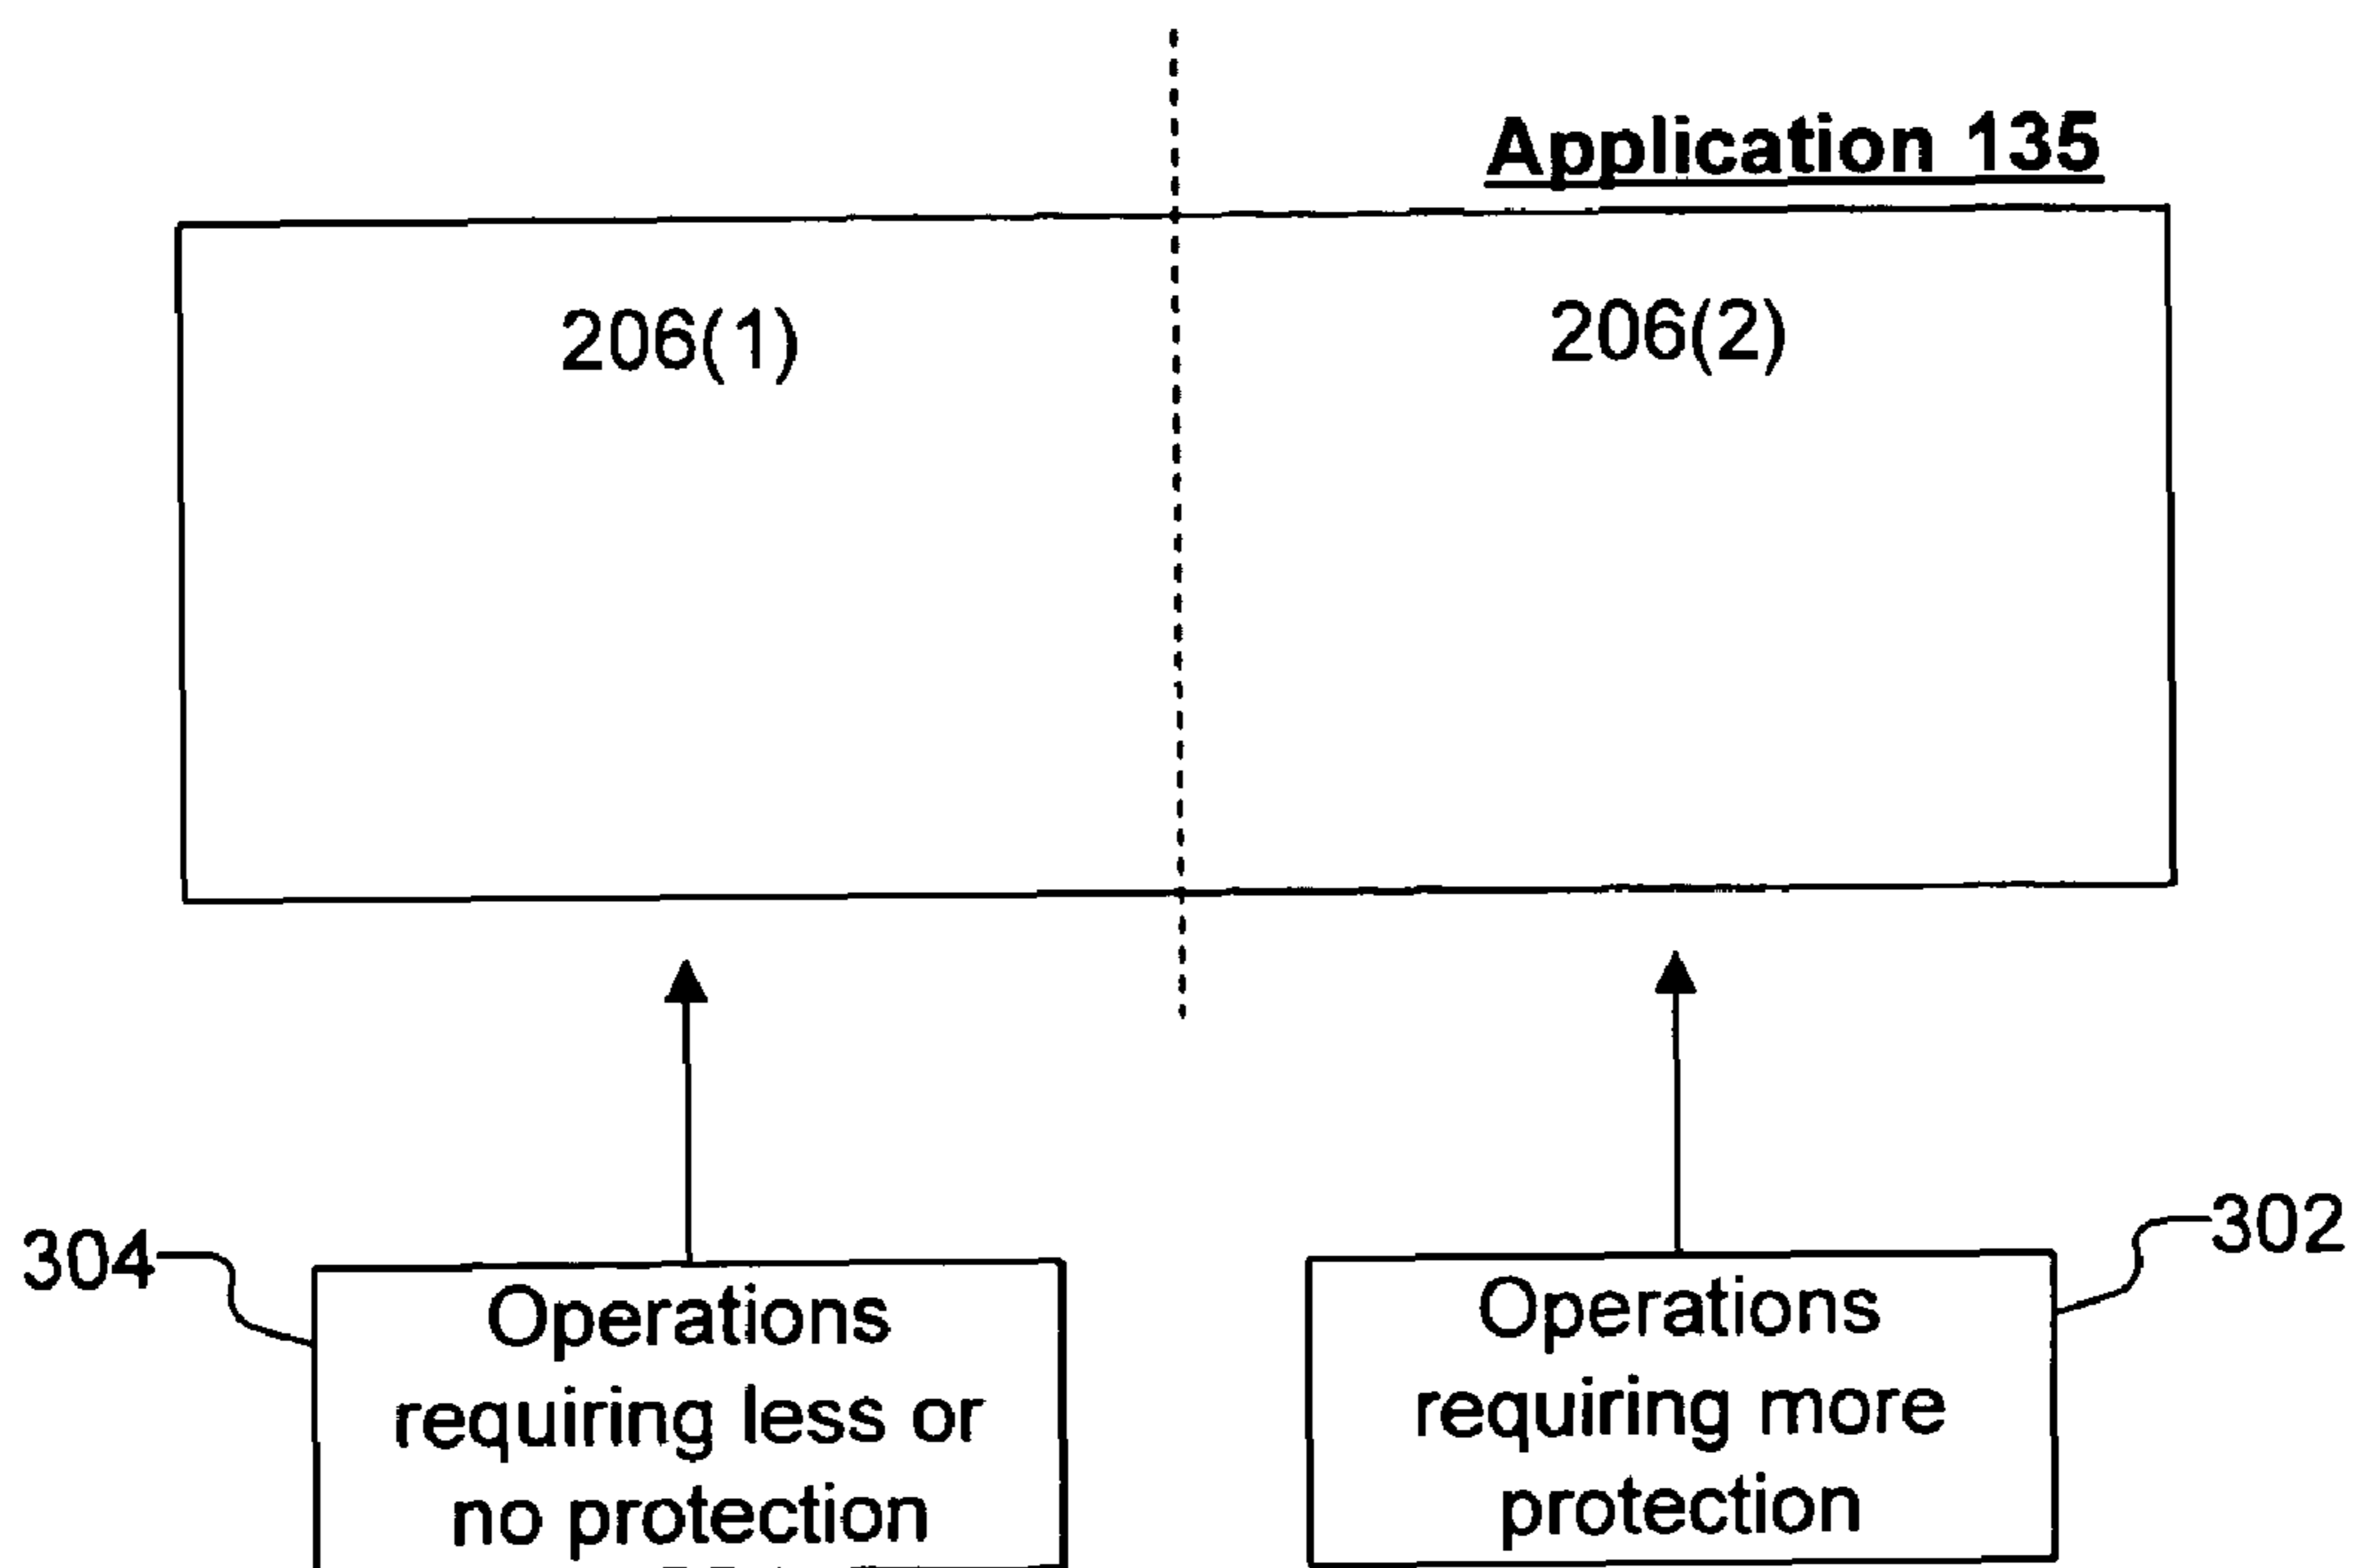 Application 135
206(1)
206(2)
304
302
Operations
requiring less or
no protection
Operations
requiring more
protection